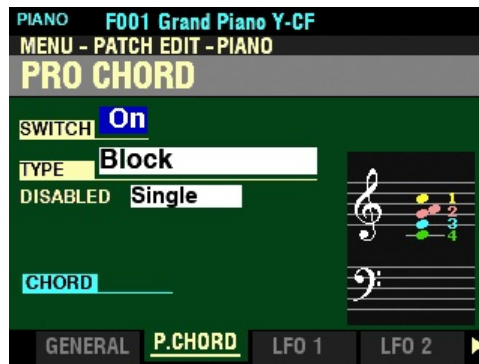 PIANO F001 Grand Piano Y-CF
MENU - PATCH EDIT - PIANO
PRO CHORD
SWITCH On
TYPE Block
DISABLED Single
1
2
3
4
CHORD
GENERAL P.CHORD LFO 1 LFO 2